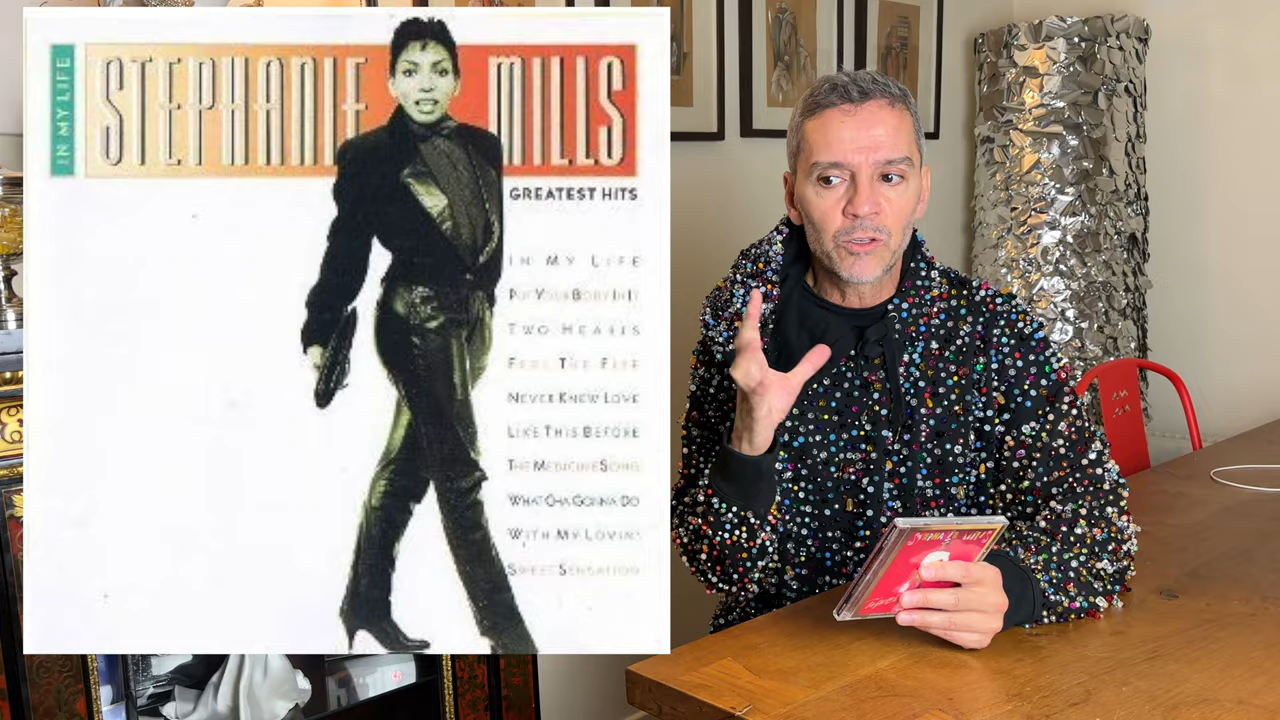 IN MY LIFE
STEPHANIE MILLS
GREATEST HITS
IN MY LIFE
PUT YOUR BODY IN IT
TWO HEARTS
FEEL THE FIRE
NEVER KNEW LOVE
LIKE THIS BEFORE
THE MEDICINE SONG
WHAT CHA GONNA DO
WITH MY LOVIN'
SWEET SENSATION
STEPHANIE MILLS